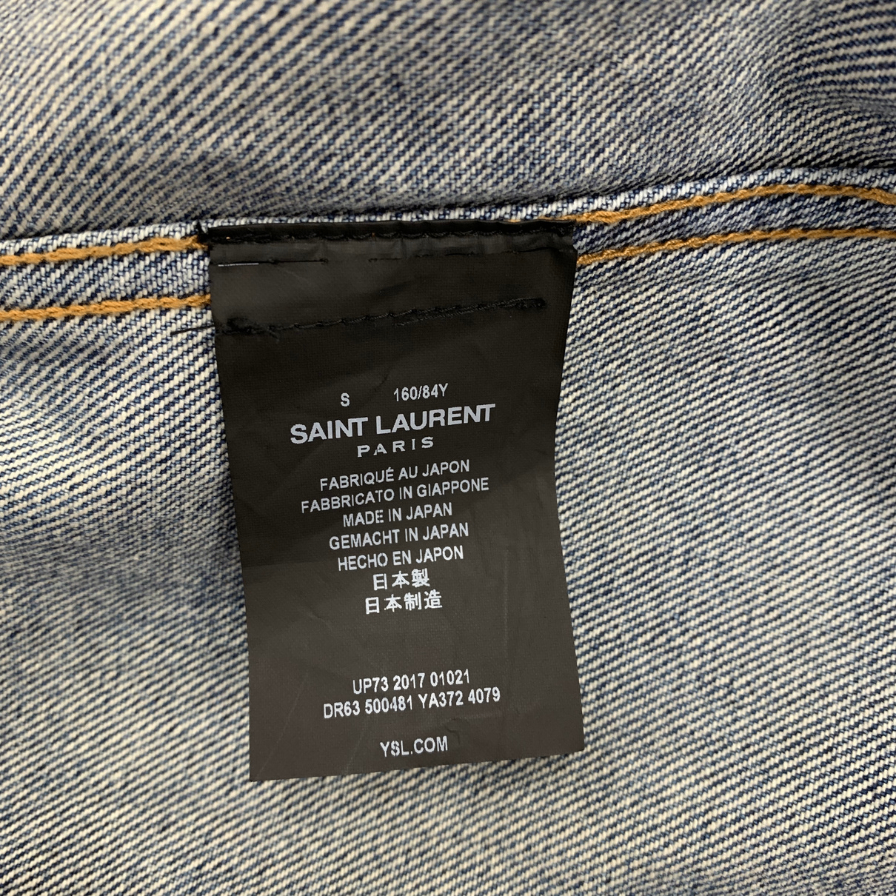 S 160/84Y
SAINT LAURENT
PARIS
FABRIQUÉ AU JAPON
FABBRICATO IN GIAPPONE
MADE IN JAPAN
GEMACHT IN JAPAN
HECHO EN JAPON
日本製
日本制造
UP73 2017 01021
DR63 500481 YA372 4079
YSL.COM